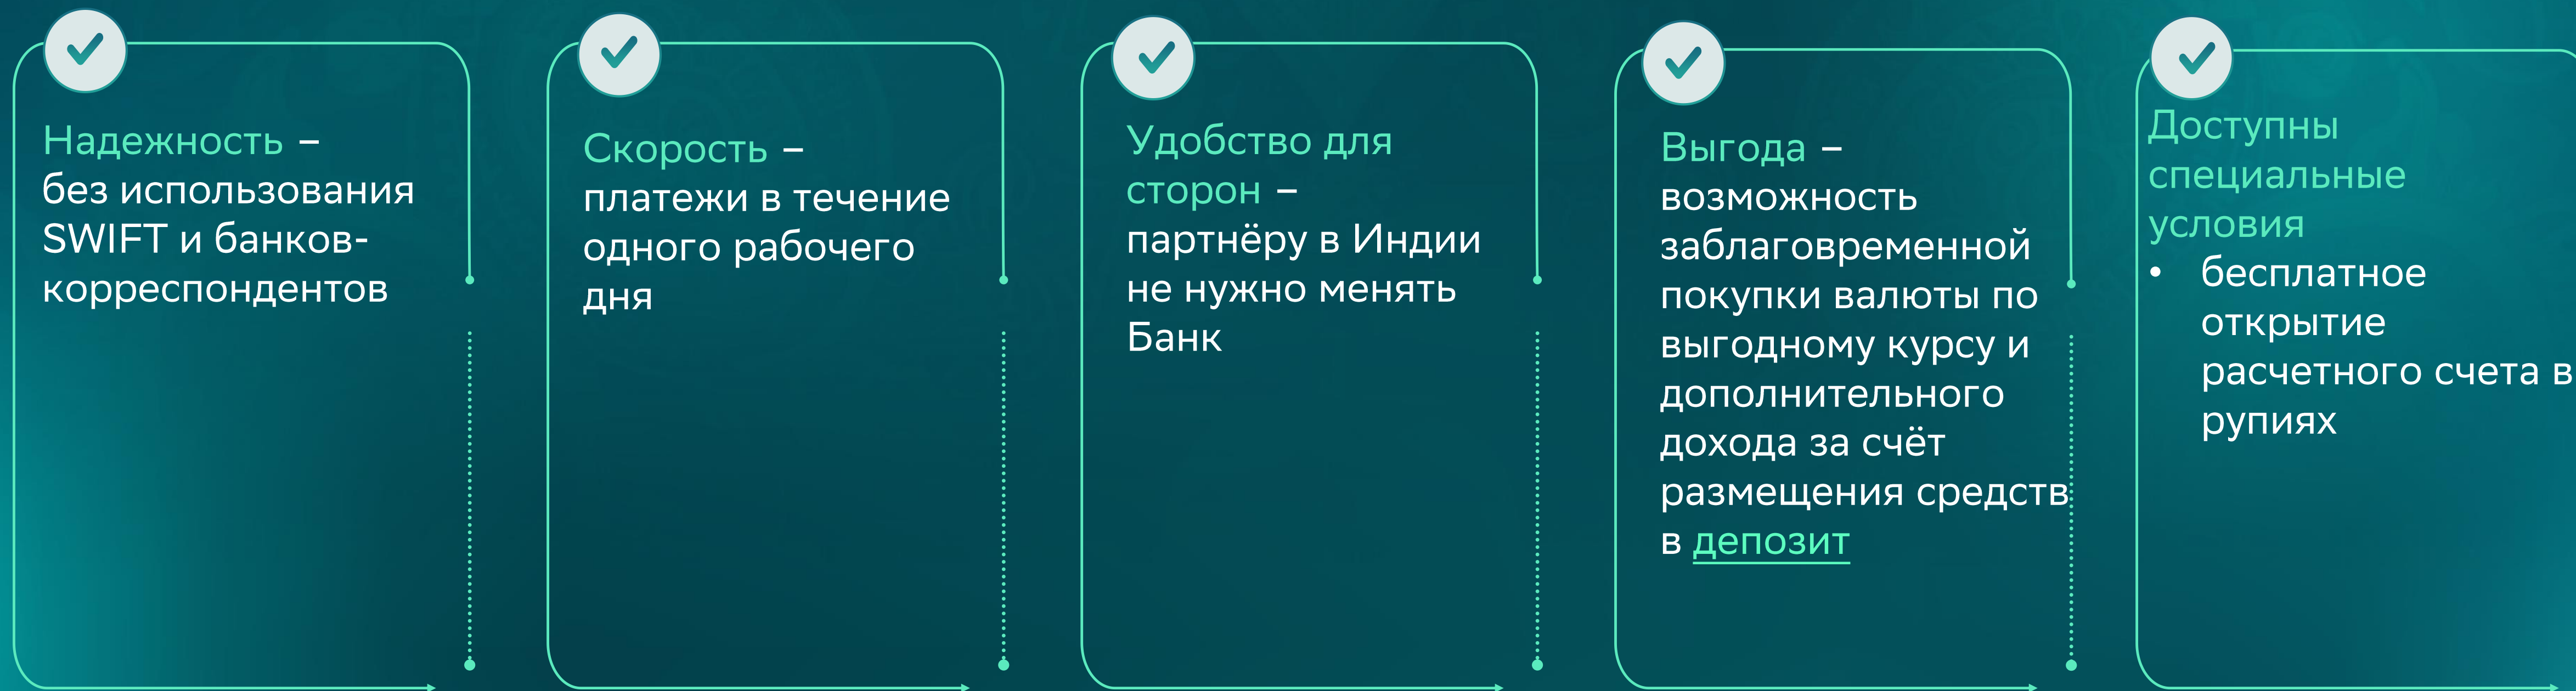 Надежность –
без использования
SWIFT и банков-
корреспондентов
Скорость –
платежи в течение
одного рабочего
дня
Удобство для
сторон –
партнёру в Индии
не нужно менять
Банк
Выгода –
возможность
заблаговременной
покупки валюты по
выгодному курсу и
дополнительного
дохода за счёт
размещения средств
в депозит
Доступны
специальные
условия
• бесплатное
открытие
расчетного счета в
рупиях